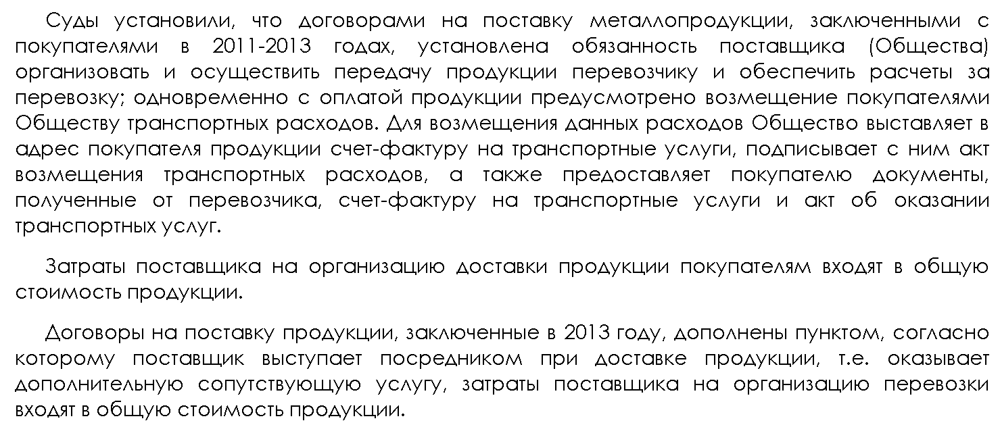 Суды установили, что договорами на поставку металлопродукции, заключенными с
покупателями в 2011-2013 годах, установлена обязанность поставщика (Общества)
организовать и осуществить передачу продукции перевозчику и обеспечить расчеты за
перевозку; одновременно с оплатой продукции предусмотрено возмещение покупателями
Обществу транспортных расходов. Для возмещения данных расходов Общество выставляет в
адрес покупателя продукции счет-фактуру на транспортные услуги, подписывает с ним акт
возмещения транспортных расходов, а также предоставляет покупателю документы,
полученные от перевозчика, счет-фактуру на транспортные услуги и акт об оказании
транспортных услуг.
Затраты поставщика на организацию доставки продукции покупателям входят в общую
стоимость продукции.
Договоры на поставку продукции, заключенные в 2013 году, дополнены пунктом, согласно
которому поставщик выступает посредником при доставке продукции, т.е. оказывает
дополнительную сопутствующую услугу, затраты поставщика на организацию перевозки
входят в общую стоимость продукции.